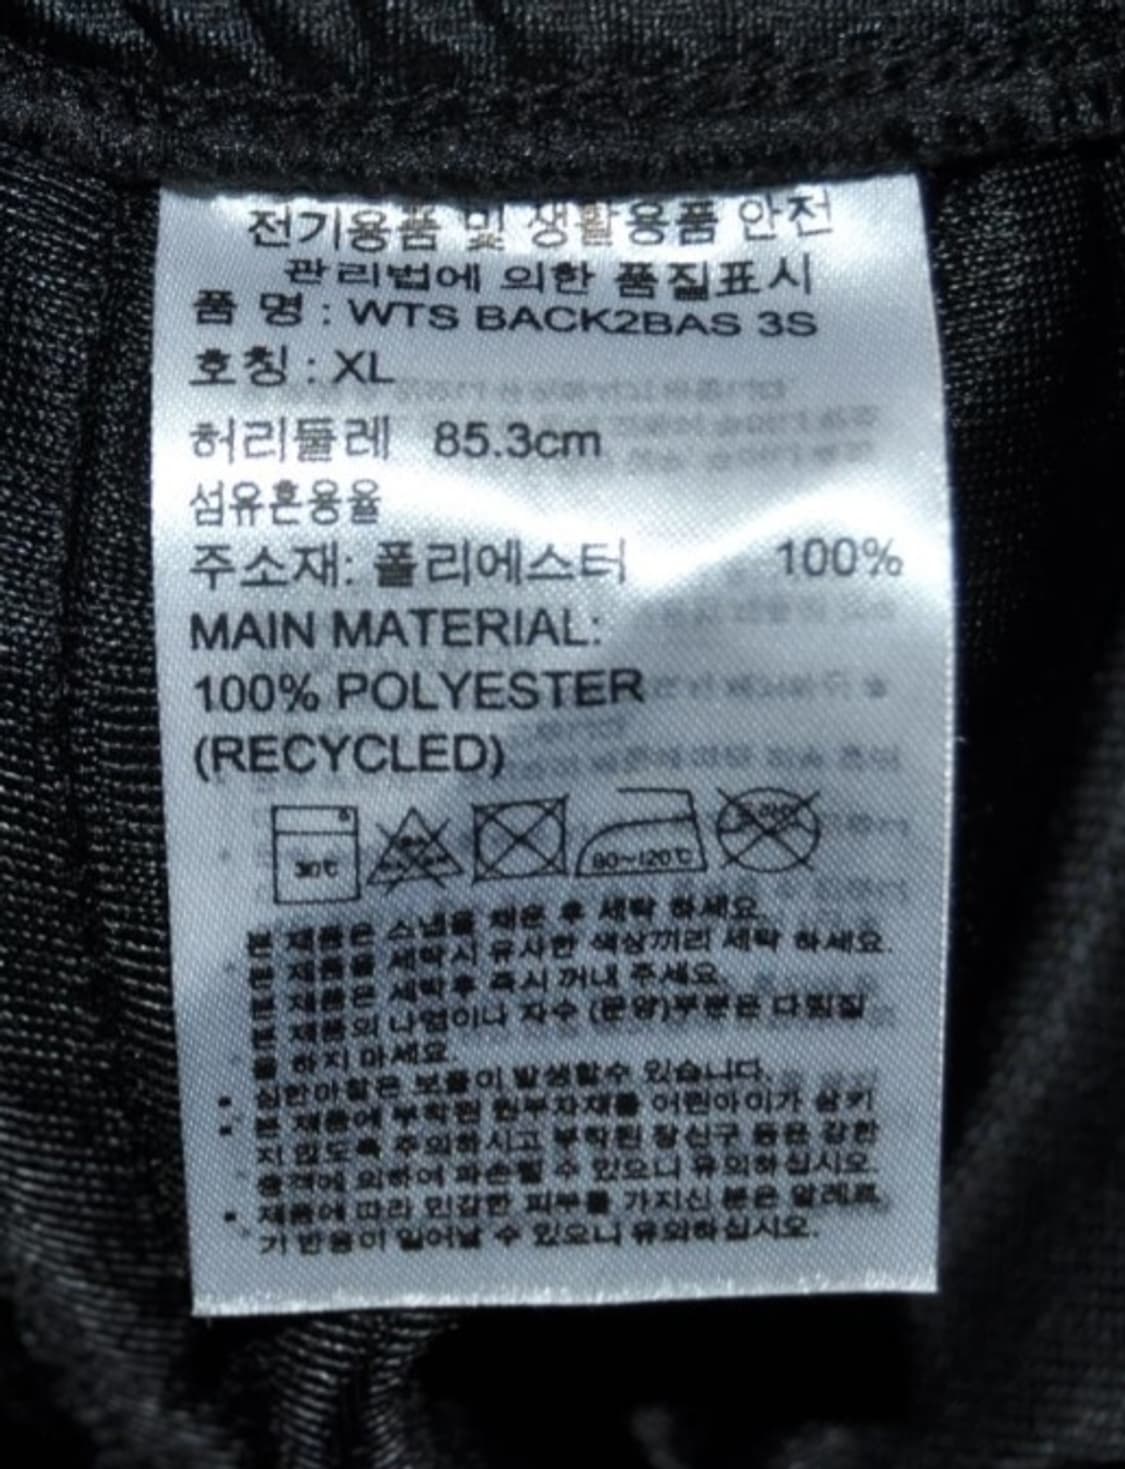 전기용품 및 생활용품 안전
관리법에 의한 품질표시
품 명 : WTS BACK2BAS 3S
호칭 : XL
허리둘레 85.3cm
섬유혼용율
주소재: 폴리에스터 100%
MAIN MATERIAL:
100% POLYESTER
(RECYCLED)
30℃ 80~120℃
본 제품은 스냅을 채운 후 세탁 하세요.
본 제품을 세탁시 유사한 색상끼리 세탁 하세요.
본 제품은 세탁후 즉시 꺼내 주세요.
본 제품의 나염이나 자수 (문양)부분은 다림질
을 하지 마세요.
심한마찰은 보풀이 발생할수 있습니다.
본 제품에 부착된 원부자재를 어린아이가 삼키
지 않도록 주의하시고 부착된 장신구 등은 강한
충격에 의하여 파손될 수 있으니 유의하십시오.
제품에 따라 민감한 피부를 가지신 분은 알레르
기 반응이 일어날 수 있으니 유의하십시오.